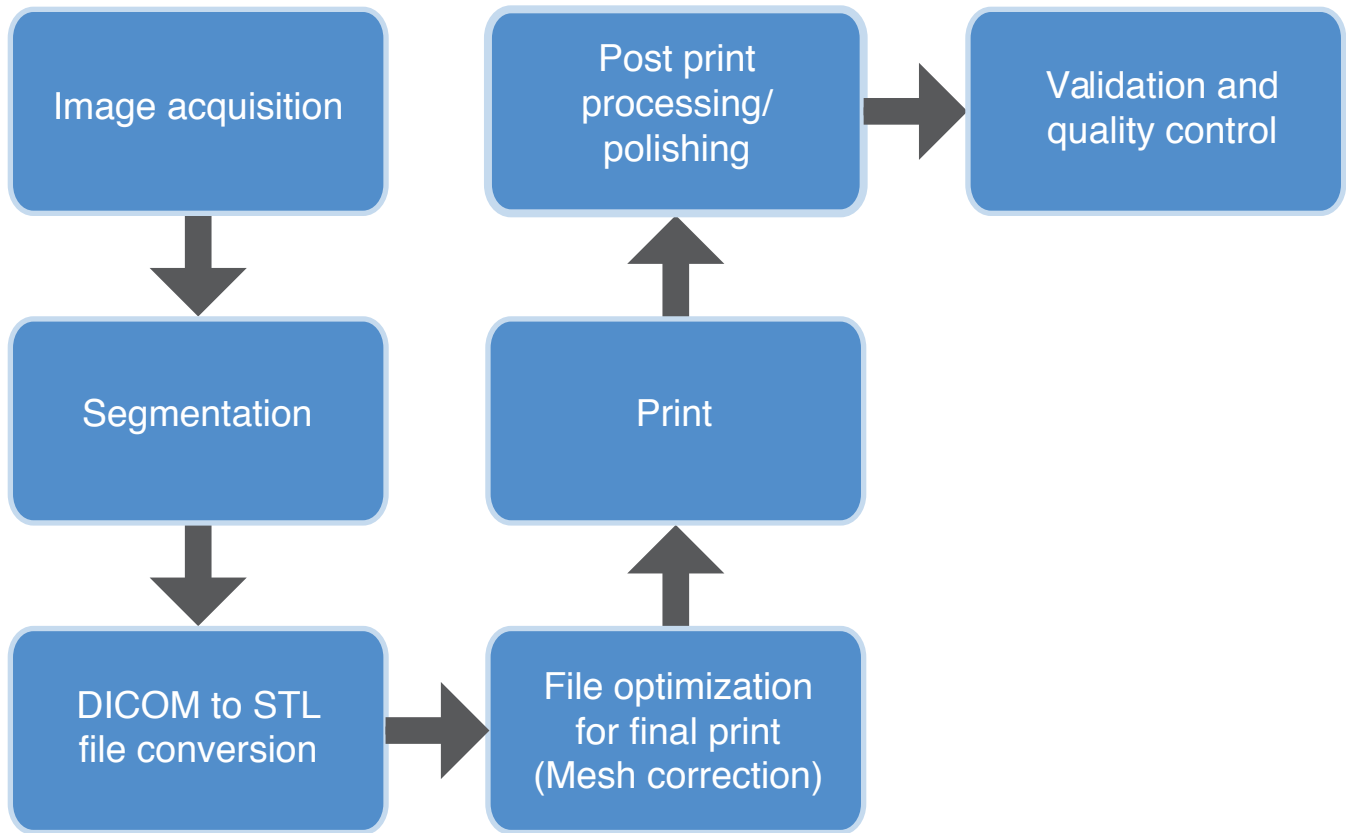 Image acquisition
Segmentation
DICOM to STL
file conversion
File optimization
for final print
(Mesh correction)
Print
Post print
processing/
polishing
Validation and
quality control